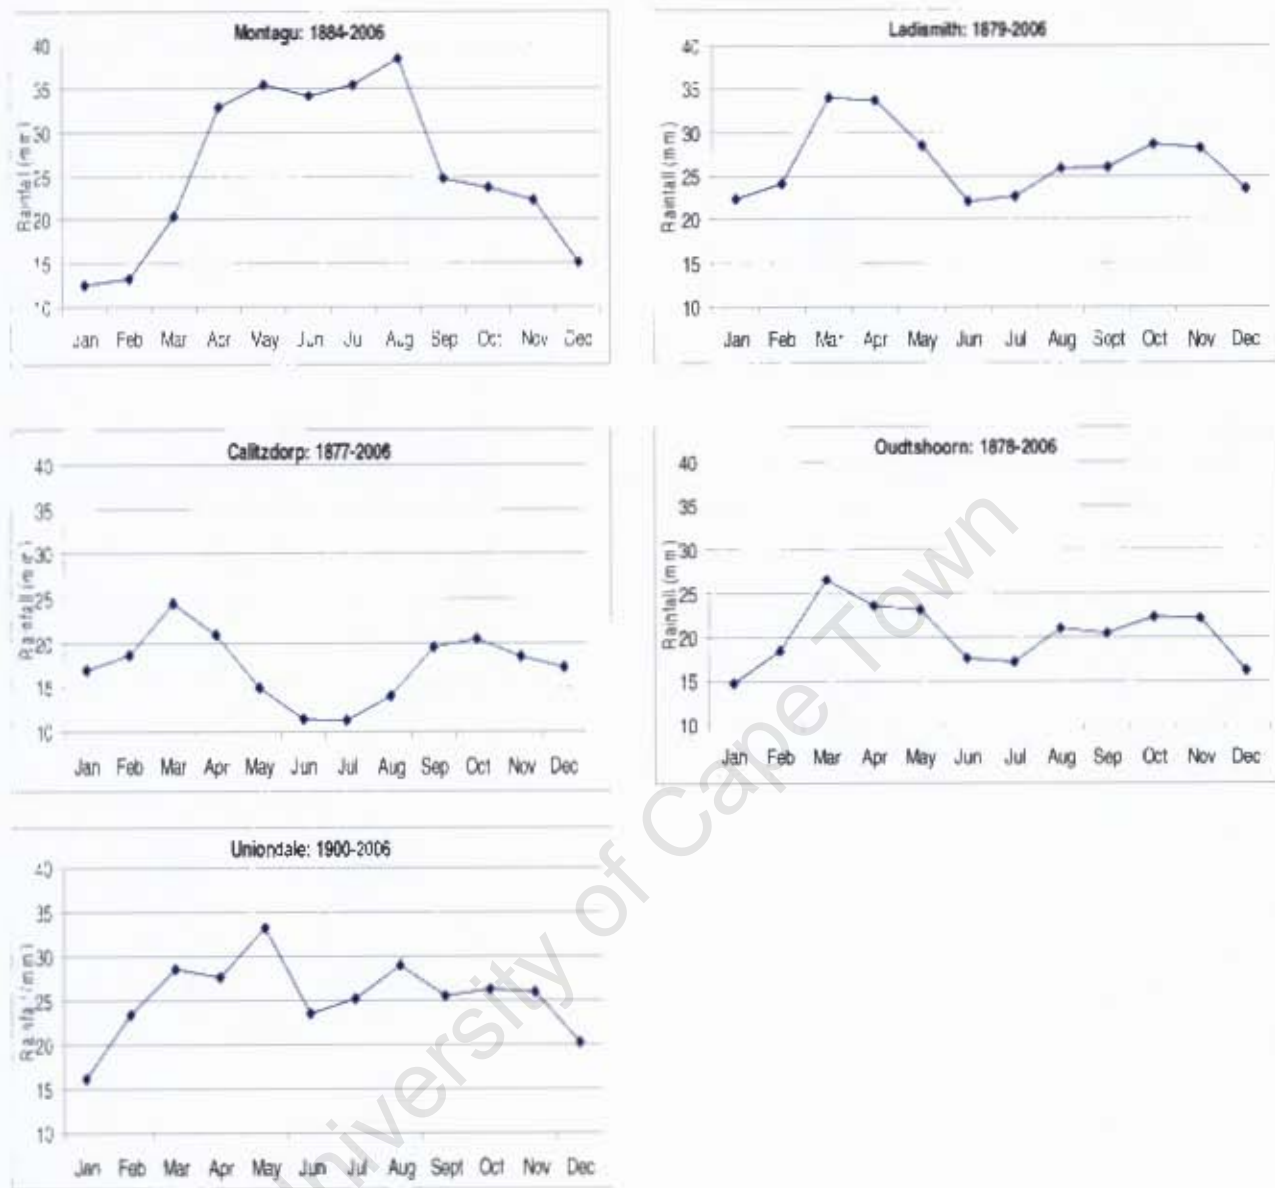 Montagu: 1884-2006
40
35
30
25
20
15
10
Rainfall (mm)
Jan Feb Mar Apr May Jun Jul Aug Sep Oct Nov Dec
Ladismith: 1879-2006
40
35
30
25
20
15
10
Rainfall (mm)
Jan Feb Mar Apr May Jun Jul Aug Sept Oct Nov Dec
Calitzdorp: 1877-2006
40
35
30
25
20
15
10
Rainfall (mm)
Jan Feb Mar Apr May Jun Jul Aug Sep Oct Nov Dec
Oudtshoorn: 1878-2006
40
35
30
25
20
15
10
Rainfall (mm)
Jan Feb Mar Apr May Jun Jul Aug Sep Oct Nov Dec
Uniondale: 1900-2006
40
35
30
25
20
15
10
Rainfall (mm)
Jan Feb Mar Apr May Jun Jul Aug Sept Oct Nov Dec
University of Cape Town